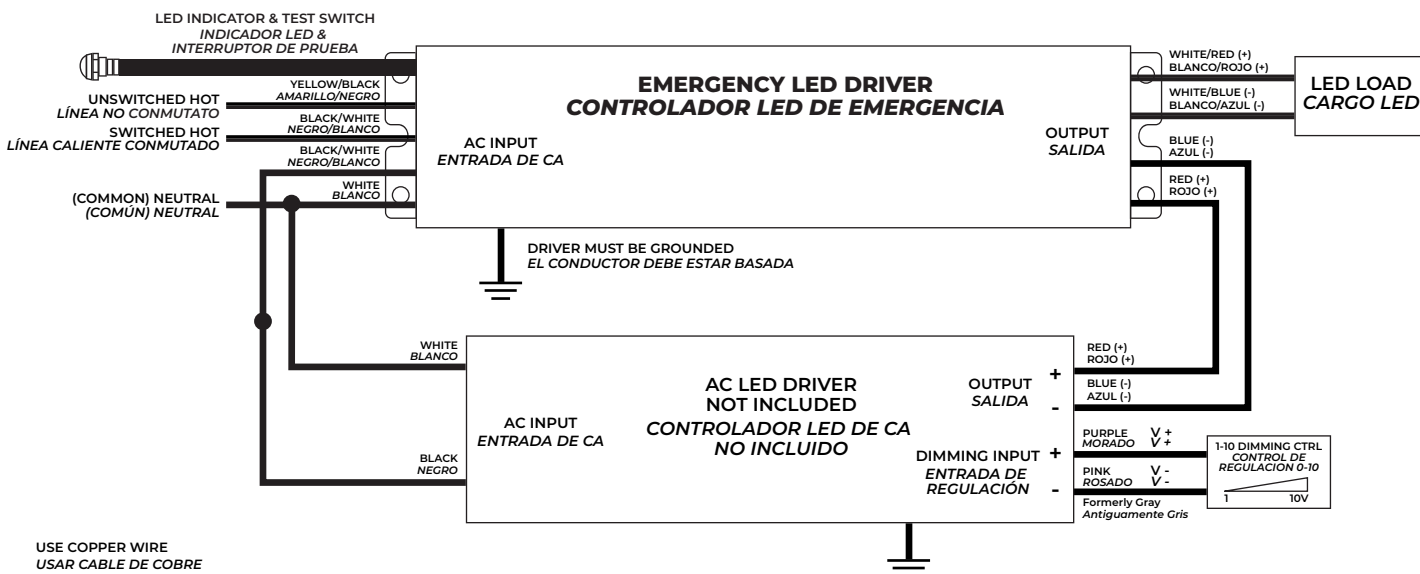 LED INDICATOR & TEST SWITCH
INDICADOR LED &
INTERRUPTOR DE PRUEBA
YELLOW/BLACK
AMARILLO/NEGRO
UNSWITCHED HOT
LÍNEA NO CONMUTATO
BLACK/WHITE
NEGRO/BLANCO
SWITCHED HOT
LÍNEA CALIENTE CONMUTADO
BLACK/WHITE
NEGRO/BLANCO
WHITE
BLANCO
(COMMON) NEUTRAL
(COMÚN) NEUTRAL
EMERGENCY LED DRIVER
CONTROLADOR LED DE EMERGENCIA
AC INPUT
ENTRADA DE CA
OUTPUT
SALIDA
WHITE/RED (+)
BLANCO/ROJO (+)
WHITE/BLUE (-)
BLANCO/AZUL (-)
BLUE (-)
AZUL (-)
RED (+)
ROJO (+)
LED LOAD
CARGO LED
DRIVER MUST BE GROUNDED
EL CONDUCTOR DEBE ESTAR BASADA
WHITE
BLANCO
BLACK
NEGRO
AC INPUT
ENTRADA DE CA
AC LED DRIVER
NOT INCLUDED
CONTROLADOR LED DE CA
NO INCLUIDO
OUTPUT
SALIDA
+
-
RED (+)
ROJO (+)
BLUE (-)
AZUL (-)
DIMMING INPUT
ENTRADA DE
REGULACIÓN
+
-
PURPLE V +
MORADO V +
PINK V -
ROSADO V -
Formerly Gray
Antiguamente Gris
1-10 DIMMING CTRL
CONTROL DE
REGULACION 0-10
1 10V
USE COPPER WIRE
USAR CABLE DE COBRE